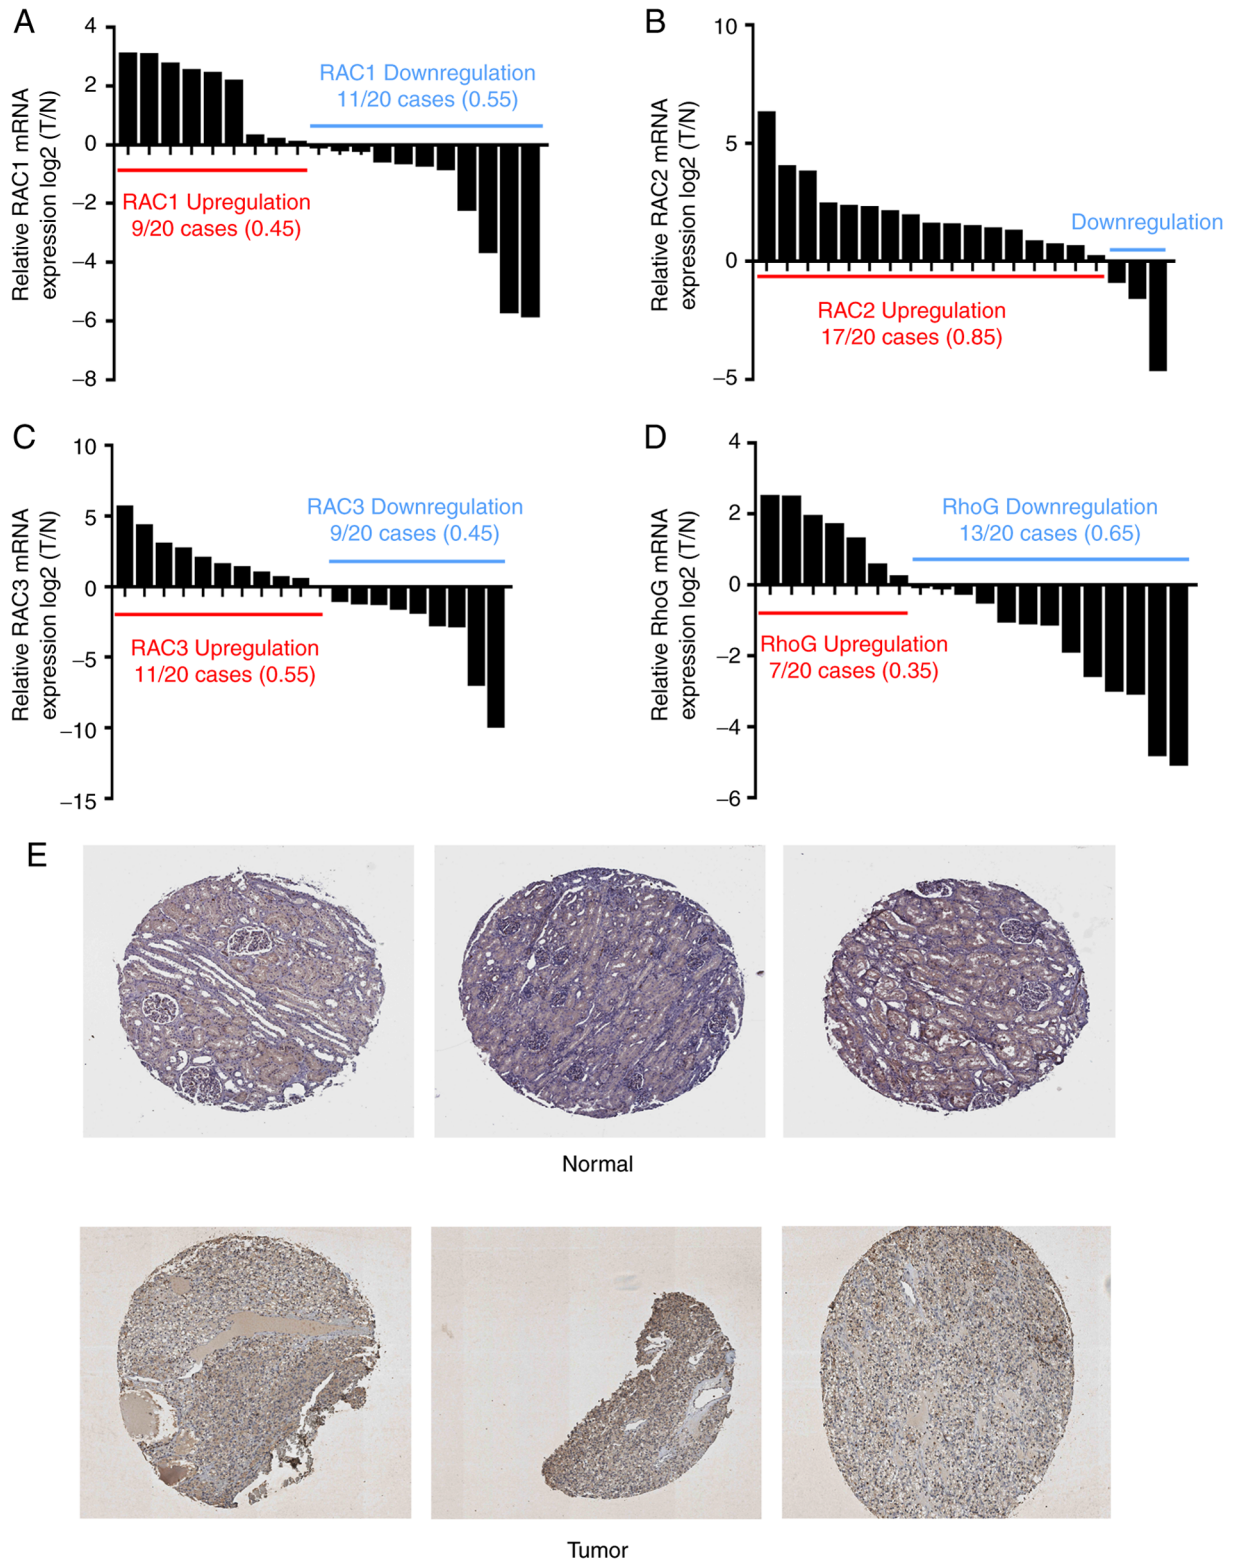 A
Relative RAC1 mRNA
expression log2 (T/N)
4
2
0
−2
−4
−6
−8
RAC1 Downregulation
11/20 cases (0.55)
RAC1 Upregulation
9/20 cases (0.45)
B
Relative RAC2 mRNA
expression log2 (T/N)
10
5
0
−5
Downregulation
RAC2 Upregulation
17/20 cases (0.85)
C
Relative RAC3 mRNA
expression log2 (T/N)
10
5
0
−5
−10
−15
RAC3 Downregulation
9/20 cases (0.45)
RAC3 Upregulation
11/20 cases (0.55)
D
Relative RhoG mRNA
expression log2 (T/N)
4
2
0
−2
−4
−6
RhoG Downregulation
13/20 cases (0.65)
RhoG Upregulation
7/20 cases (0.35)
E
Normal
Tumor